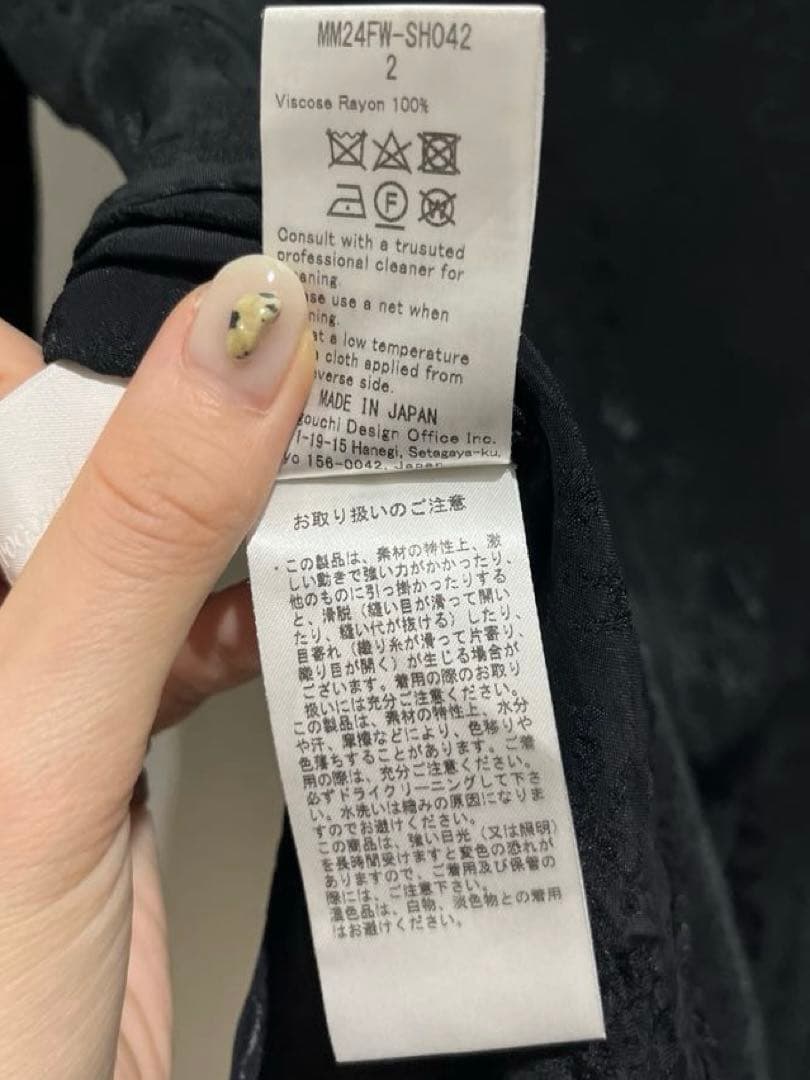 MM24FW-SH042
2
Viscose Rayon 100%
F
W
Consult with a trusuted
professional cleaner for
use a net when
at a low temperature
cloth applied from
side.
MADE IN JAPAN
Design Office Inc.
1-19-15 Hanegi, Setagaya-ku,
156-0042, Japan
お取り扱いのご注意
・この製品は、素材の特性上、激
しい動きで強い力がかかったり、
他のものに引っ掛かったりする
と、滑脱（縫い目が滑って開い
たり、縫い代が抜ける）したり、
目寄れ（織り糸が滑って片寄り、
織り目が開く）が生じる場合が
ございます。着用の際のお取り
扱いには充分ご注意ください。
この製品は、素材の特性上、水分
や汗、摩擦などにより、色移りや
色落ちすることがあります。ご着
用の際は、充分ご注意ください。
必ずドライクリーニングして下さ
い。水洗いは縮みの原因になりま
すのでお避けください。
この商品は、強い日光（又は照明）
を長時間受けますと変色の恐れが
ありますので、ご着用及び保管の
際には、ご注意下さい。
濃色品は、白物、淡色物との着用
はお避けください。